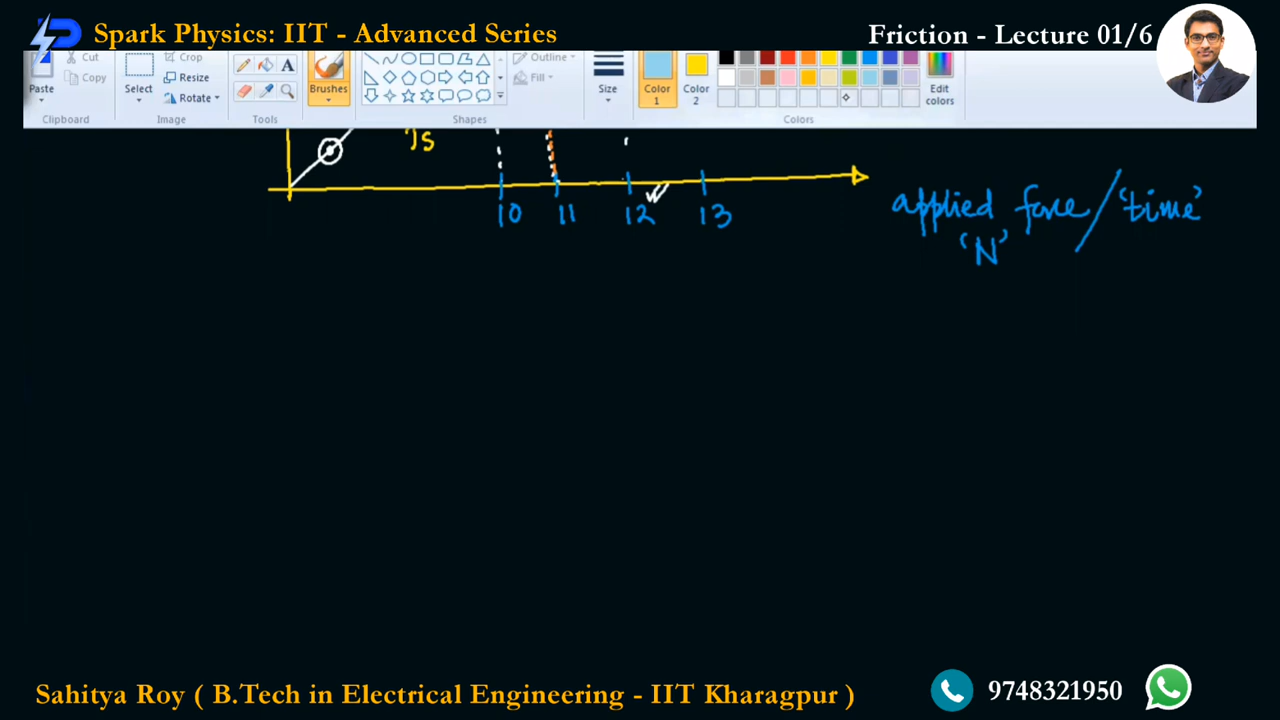 Spark Physics: IIT - Advanced Series
Friction - Lecture 01/6
Paste
Cut
Copy
Clipboard
Select
Crop
Resize
Rotate
Image
A
Tools
Brushes
Shapes
Outline
Fill
Size
Color 1
Color 2
Edit colors
Colors
10 11 12 13
applied force/'time'
'N'
Sahitya Roy ( B.Tech in Electrical Engineering - IIT Kharagpur )
9748321950